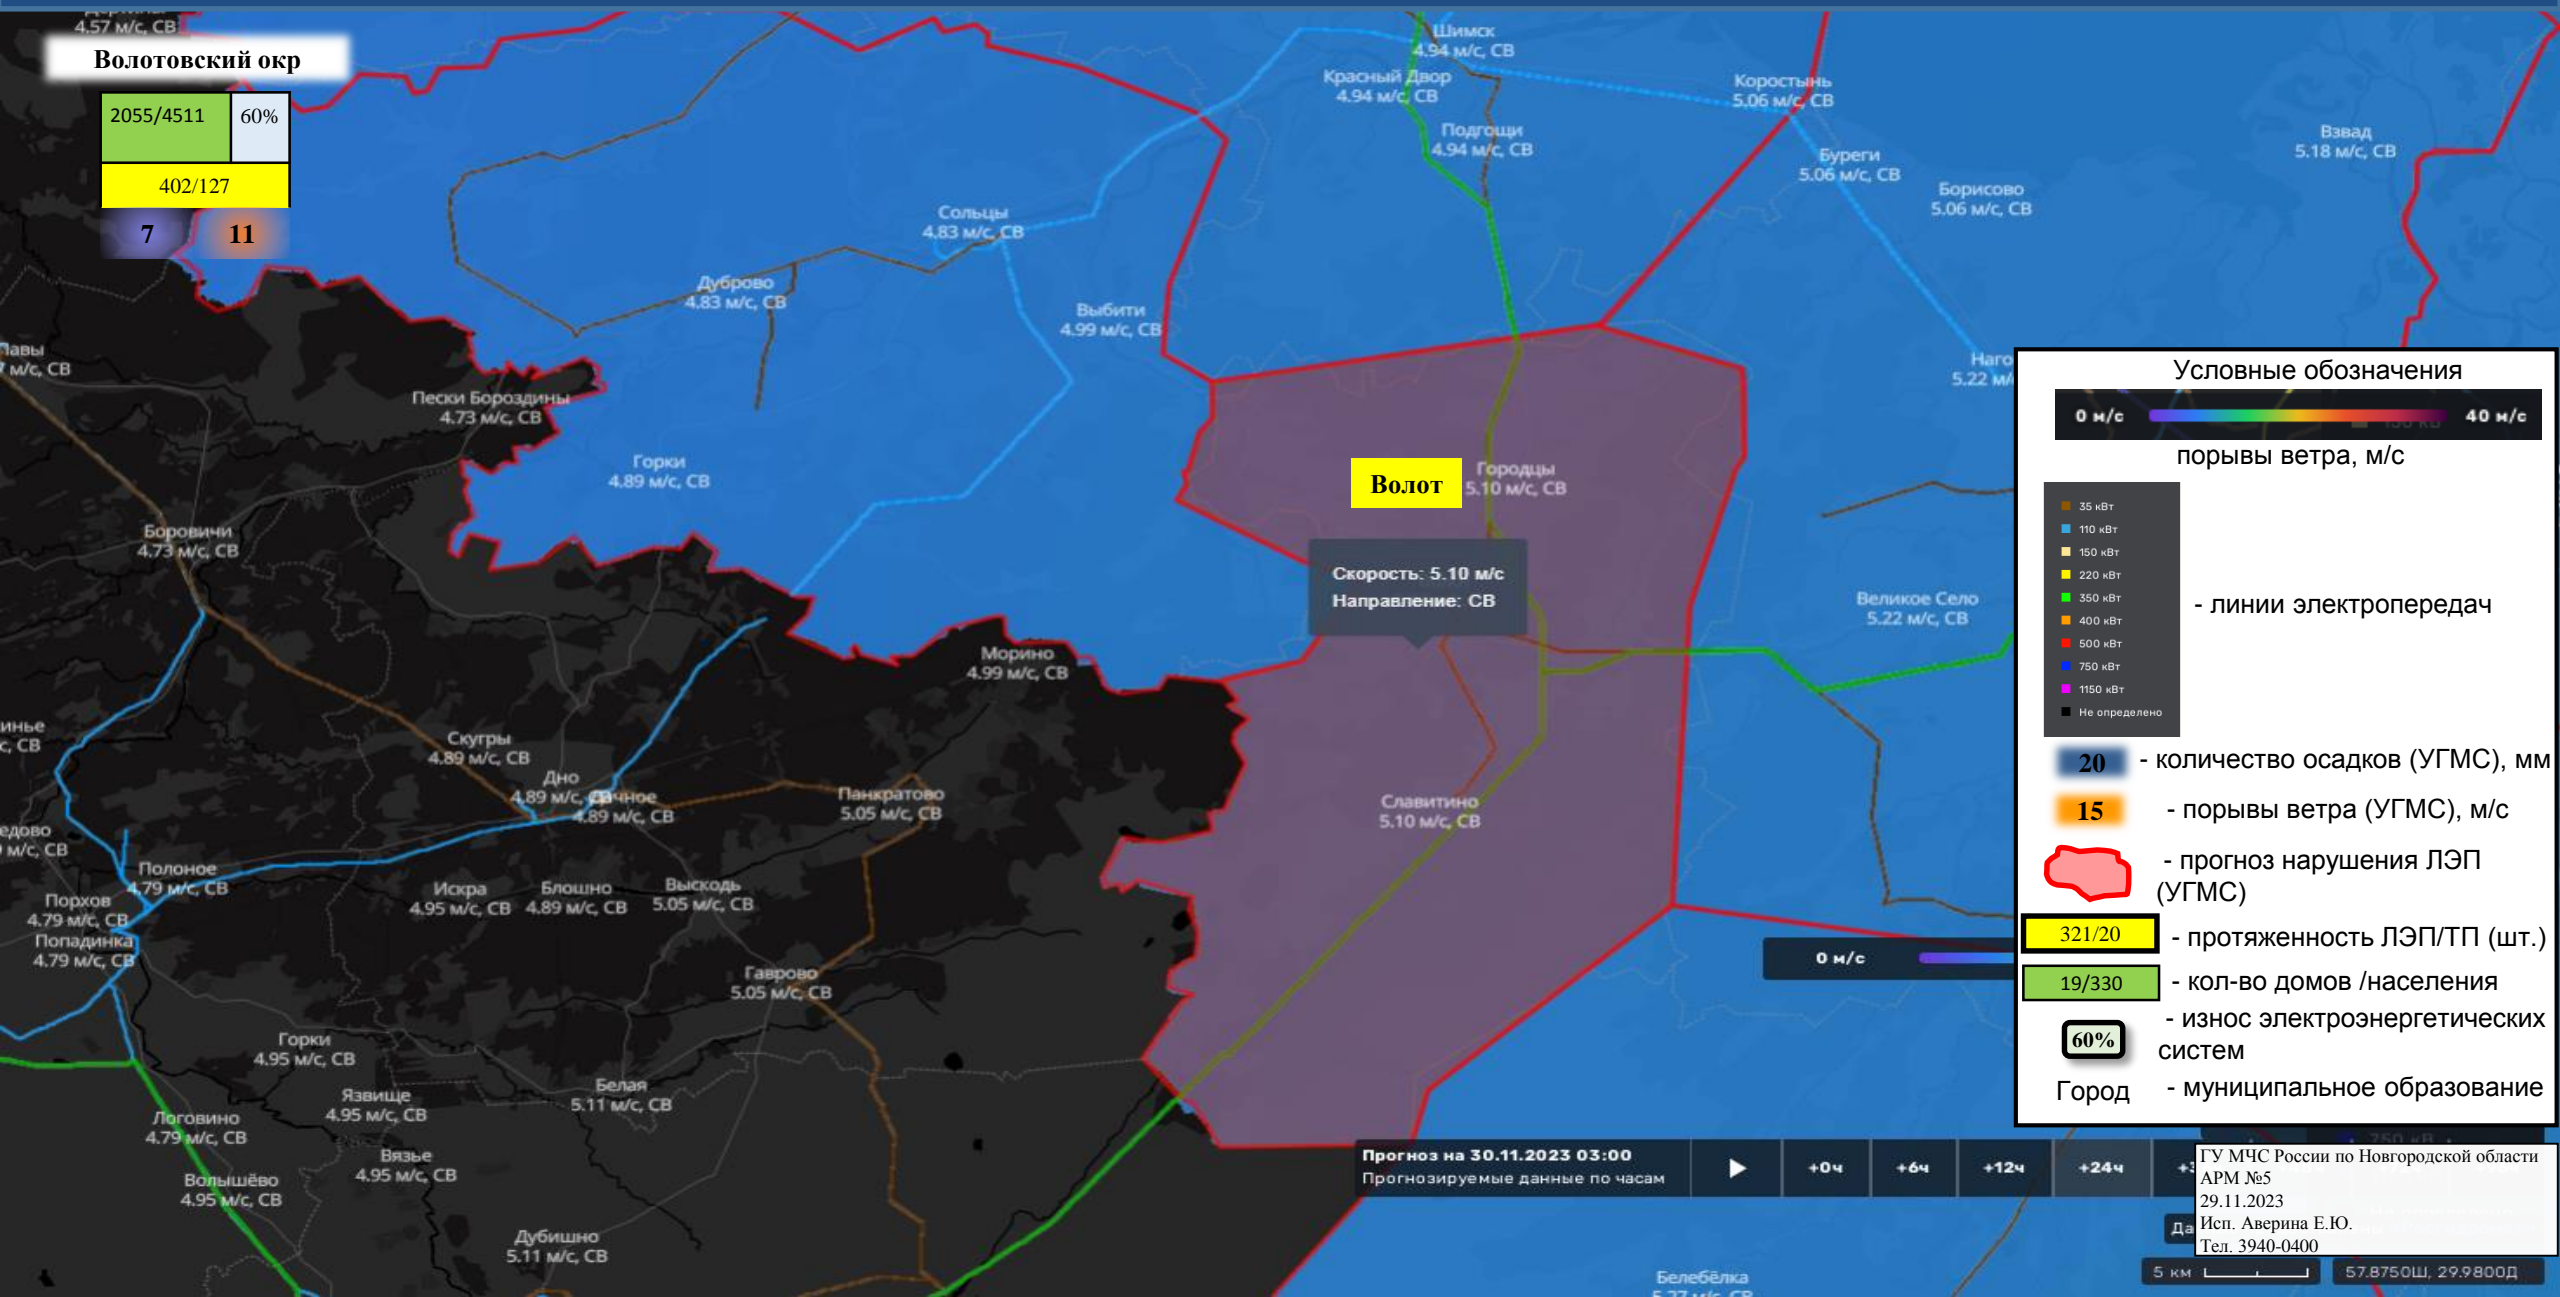 4.57 м/с, СВ
Волотовский окр
2055/4511
60%
402/127
7
11
Шимск
4.94 м/с, СВ
Красный Двор
4.94 м/с, СВ
Подгощи
4.94 м/с, СВ
Коростынь
5.06 м/с, СВ
Буреги
5.06 м/с, СВ
Борисово
5.06 м/с, СВ
Взвад
5.18 м/с, СВ
Сольцы
4.83 м/с, СВ
Дуброво
4.83 м/с, СВ
Выбити
4.99 м/с, СВ
м/с, СВ
Пески Бороздины
4.73 м/с, СВ
Горки
4.89 м/с, СВ
Боровичи
4.73 м/с, СВ
Волот
Городцы
5.10 м/с, СВ
Скорость: 5.10 м/с
Направление: СВ
Великое Село
5.22 м/с, СВ
Наго
5.22 м/
Морино
4.99 м/с, СВ
Скугры
4.89 м/с, СВ
Дно
4.89 м/с,
Дачное
4.89 м/с, СВ
Панкратово
5.05 м/с, СВ
Славитино
5.10 м/с, СВ
инье
с, СВ
едово
м/с, СВ
Полоное
4.79 м/с, СВ
Порхов
4.79 м/с, СВ
Попадинка
4.79 м/с, СВ
Искра
4.95 м/с, СВ
Блошно
4.89 м/с, СВ
Выскодь
5.05 м/с, СВ
Гаврово
5.05 м/с, СВ
Горки
4.95 м/с, СВ
Язвище
4.95 м/с, СВ
Белая
5.11 м/с, СВ
Логовино
4.79 м/с, СВ
Вязье
4.95 м/с, СВ
Волышёво
4.95 м/с, СВ
Дубишно
5.11 м/с, СВ
Белебёлка
5.27 м/с, СВ
0 м/с
Прогноз на 30.11.2023 03:00
Прогнозируемые данные по часам
+0ч
+6ч
+12ч
+24ч
+3
Да
5 км
57.8750Ш, 29.9800Д
Условные обозначения
0 м/с
40 м/с
порывы ветра, м/с
35 кВт
110 кВт
150 кВт
220 кВт
350 кВт
400 кВт
500 кВт
750 кВт
1150 кВт
Не определено
- линии электропередач
20 - количество осадков (УГМС), мм
15 - порывы ветра (УГМС), м/с
- прогноз нарушения ЛЭП
(УГМС)
321/20 - протяженность ЛЭП/ТП (шт.)
19/330 - кол-во домов /населения
60% - износ электроэнергетических
систем
Город - муниципальное образование
ГУ МЧС России по Новгородской области
АРМ №5
29.11.2023
Исп. Аверина Е.Ю.
Тел. 3940-0400